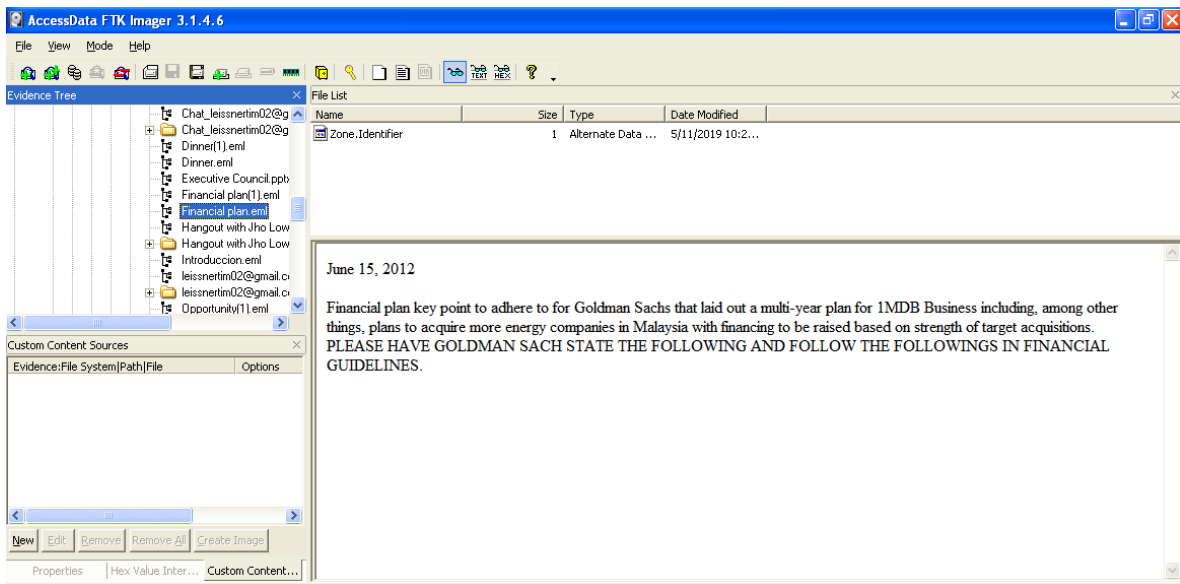 AccessData FTK Imager 3.1.4.6
File View Mode Help
Evidence Tree
Chat_leissnertim02@g
Chat_leissnertim02@g
Dinner(1).eml
Dinner.eml
Executive Council.pptx
Financial plan(1).eml
Financial plan.eml
Hangout with Jho Low
Hangout with Jho Low
Introduccion.eml
leissnertim02@gmail.c
leissnertim02@gmail.c
Opportunity(1).eml
Custom Content Sources
Evidence:File System|Path|File Options
New Edit Remove Remove All Create Image
Properties Hex Value Inter... Custom Content...
File List
Name Size Type Date Modified
Zone.Identifier 1 Alternate Data ... 5/11/2019 10:2...
June 15, 2012
Financial plan key point to adhere to for Goldman Sachs that laid out a multi-year plan for 1MDB Business including, among other
things, plans to acquire more energy companies in Malaysia with financing to be raised based on strength of target acquisitions.
PLEASE HAVE GOLDMAN SACH STATE THE FOLLOWING AND FOLLOW THE FOLLOWINGS IN FINANCIAL
GUIDELINES.